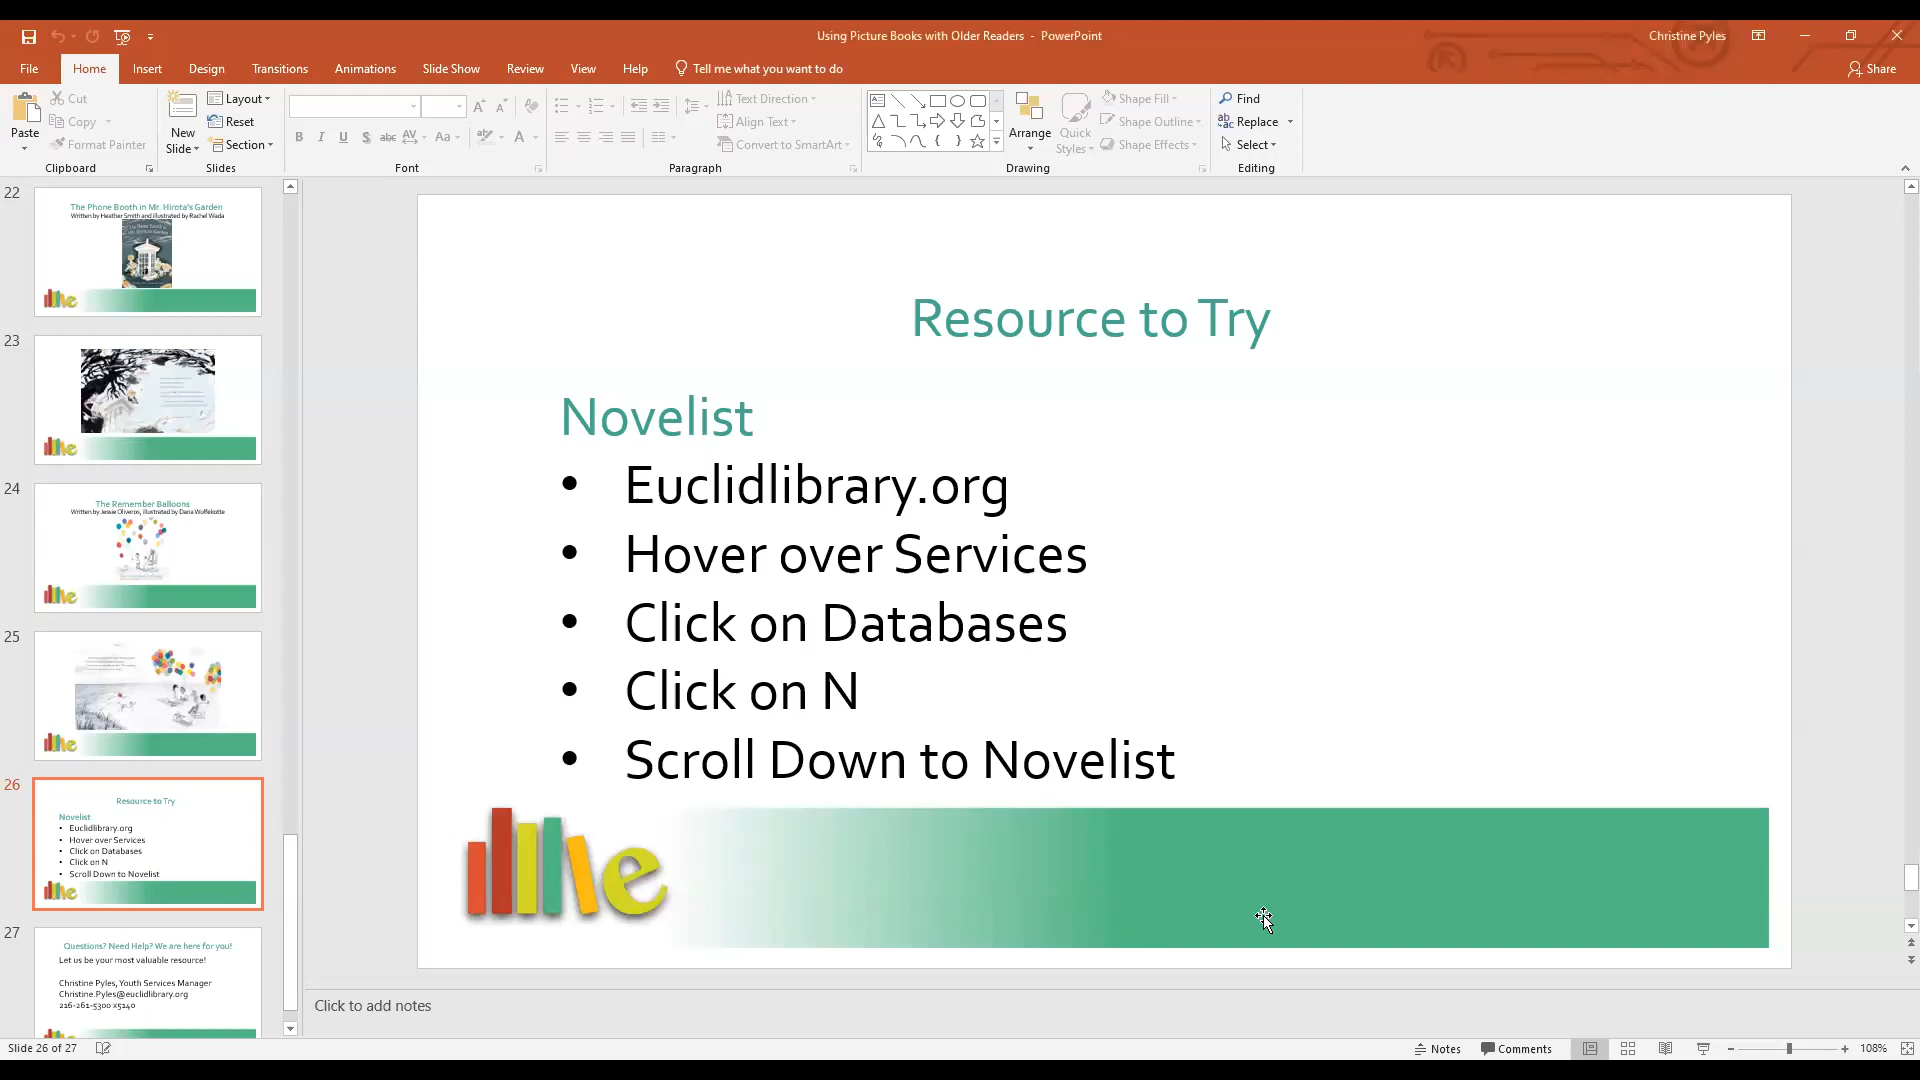 Using Picture Books with Older Readers - PowerPoint
Christine Pyles
File Home Insert Design Transitions Animations Slide Show Review View Help Tell me what you want to do Share
Paste
Cut
Copy
Format Painter
Clipboard
New Slide
Layout
Reset
Section
Slides
Font
Text Direction
Align Text
Convert to SmartArt
Paragraph
Arrange
Quick Styles
Shape Fill
Shape Outline
Shape Effects
Drawing
Find
Replace
Select
Editing
22
The Phone Booth in Mr. Hirota's Garden
Written by Heather Smith and illustrated by Rachel Wada
23
24
The Remember Balloons
Written by Jessie Oliveros, illustrated by Dana Wulfekotte
25
26
Resource to Try
Novelist
• Euclidlibrary.org
• Hover over Services
• Click on Databases
• Click on N
• Scroll Down to Novelist
27
Questions? Need Help? We are here for you!
Let us be your most valuable resource!
Christine Pyles, Youth Services Manager
Christine.Pyles@euclidlibrary.org
216-261-5300 x5140
Resource to Try
Novelist
• Euclidlibrary.org
• Hover over Services
• Click on Databases
• Click on N
• Scroll Down to Novelist
e
Click to add notes
Slide 26 of 27
Notes
Comments
108%